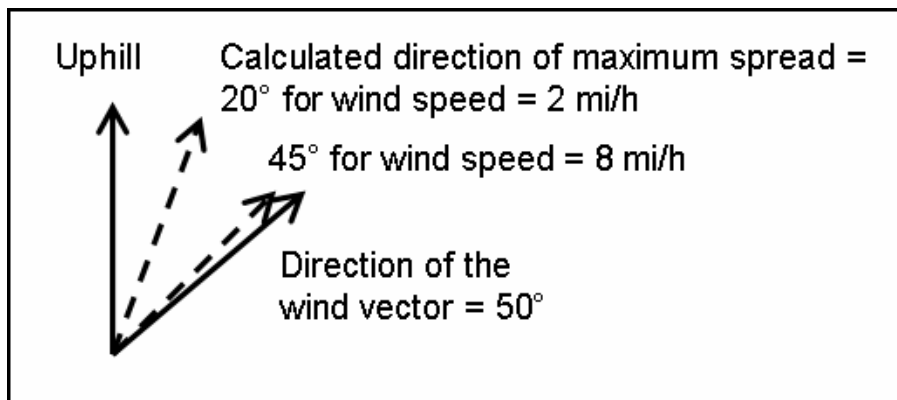 Uphill
Calculated direction of maximum spread =
20° for wind speed = 2 mi/h
45° for wind speed = 8 mi/h
Direction of the
wind vector = 50°